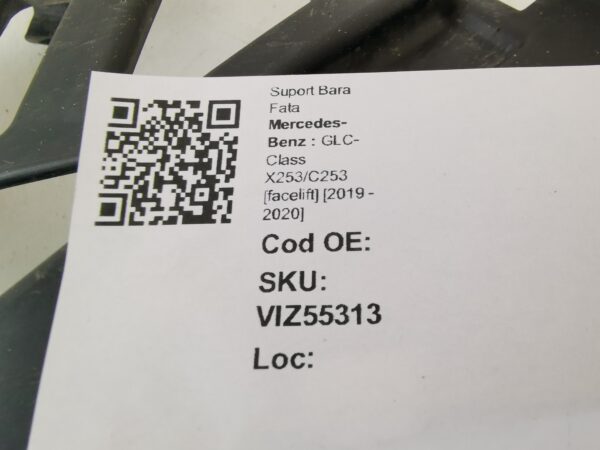 Suport Bara
Fata
Mercedes-
Benz : GLC-
Class
X253/C253
[facelift] [2019 -
2020]
Cod OE:
SKU:
VIZ55313
Loc: